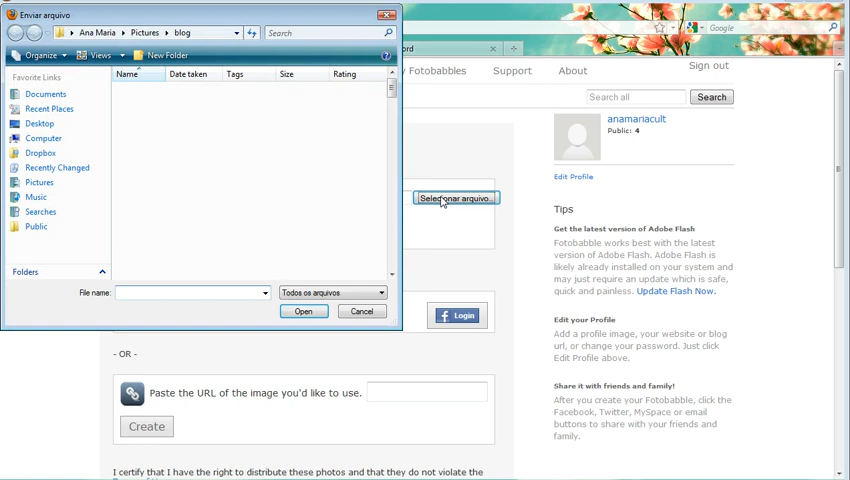 Enviar arquivo
Ana Maria Pictures blog
Search
Organize Views New Folder
Favorite Links
Name Date taken Tags Size Rating
Documents
Recent Places
Desktop
Computer
Dropbox
Recently Changed
Pictures
Music
Searches
Public
Folders
File name:
Todos os arquivos
Open Cancel
Google
ord
y Fotobabbles Support About Sign out
Search all Search
anamariacult
Public: 4
Edit Profile
Selecionar arquivo...
Tips
Get the latest version of Adobe Flash
Fotobabble works best with the latest
version of Adobe Flash. Adobe Flash is
likely already installed on your system and
may just require an update which is safe,
quick and painless. Update Flash Now.
Edit your Profile
Add a profile image, your website or blog
url, or change your password. Just click
Edit Profile above.
Share it with friends and family!
After you create your Fotobabble, click the
Facebook, Twitter, MySpace or email
buttons to share with your friends and
family.
f Login
- OR -
Paste the URL of the image you'd like to use.
Create
I certify that I have the right to distribute these photos and that they do not violate the